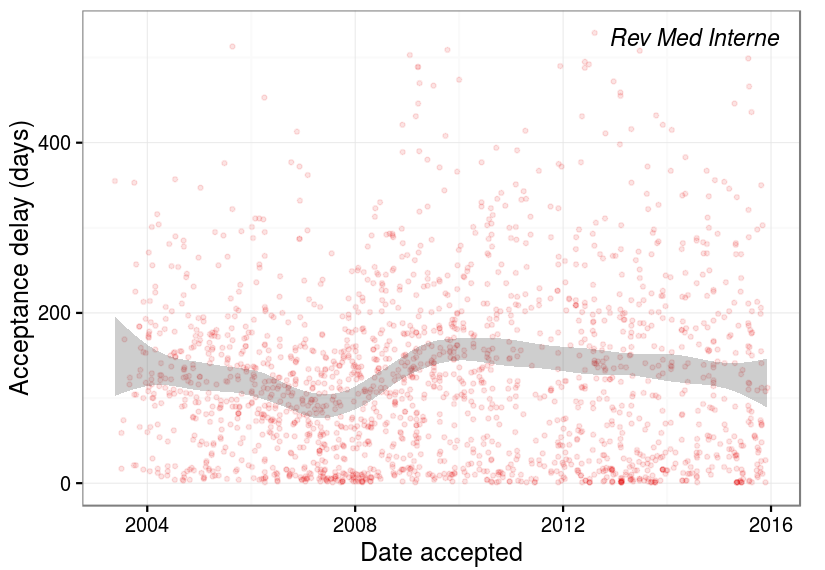 Rev Med Interne
Acceptance delay (days)
400
200
0
2004 2008 2012 2016
Date accepted